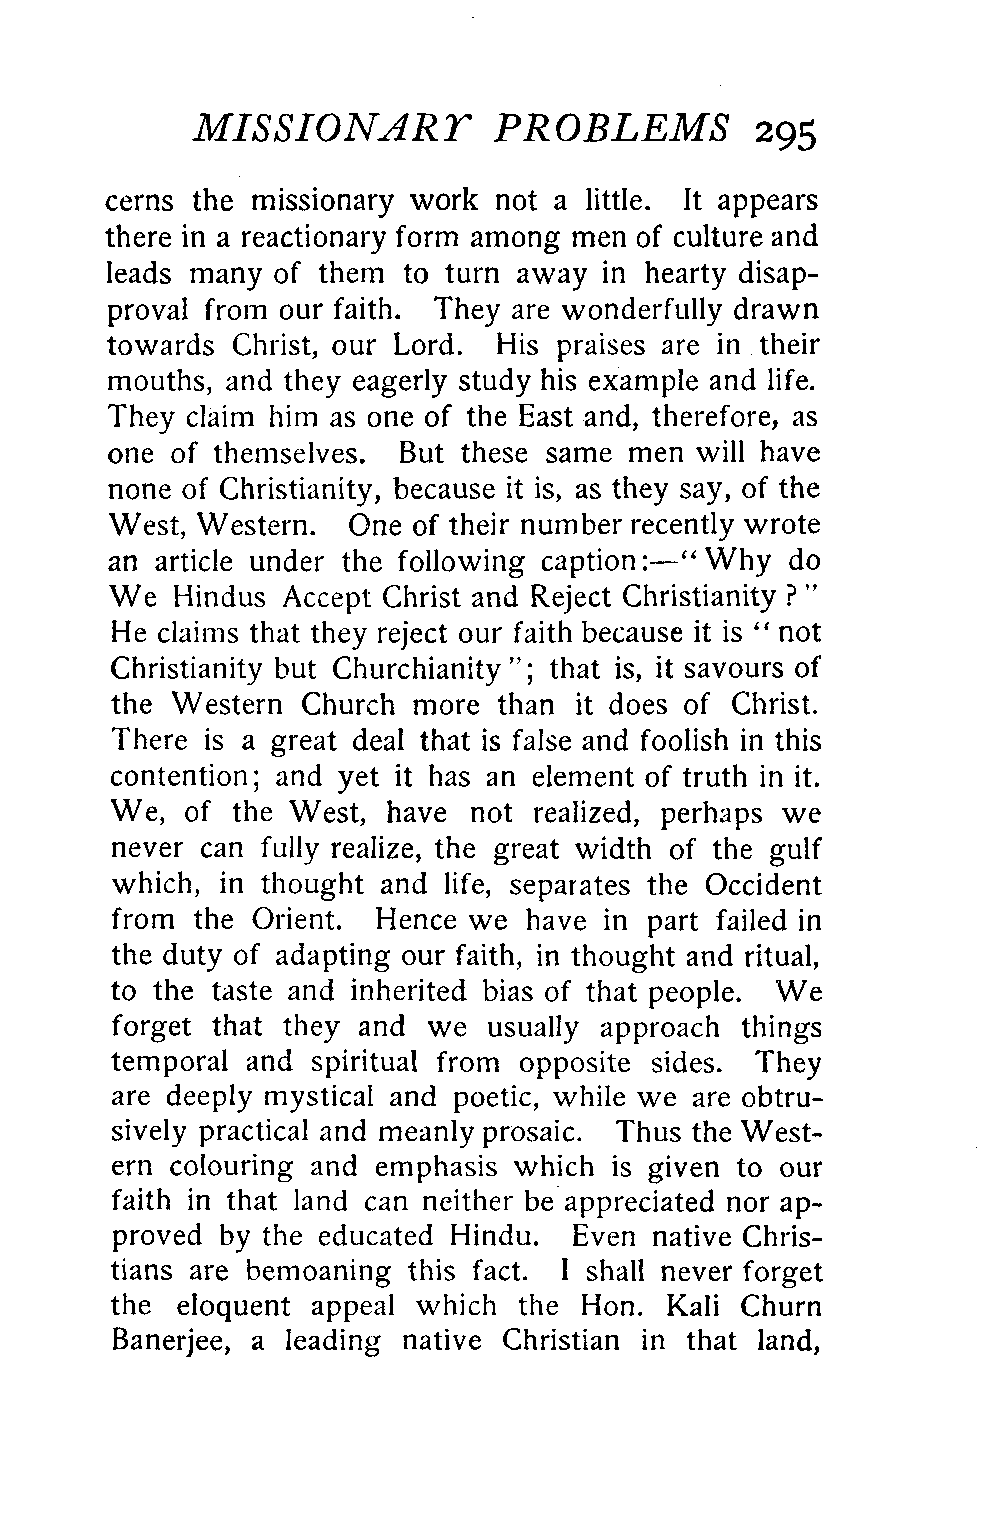 MISSIONARY PROBLEMS 295
cerns the missionary work not a little. It appears
there in a reactionary form among men of culture and
leads many of them to turn away in hearty disap-
proval from our faith. They are wonderfully drawn
towards Christ, our Lord. His praises are in their
mouths, and they eagerly study his example and life.
They claim him as one of the East and, therefore, as
one of themselves. But these same men will have
none of Christianity, because it is, as they say, of the
West, Western. One of their number recently wrote
an article under the following caption:—“Why do
We Hindus Accept Christ and Reject Christianity?”
He claims that they reject our faith because it is “not
Christianity but Churchianity”; that is, it savours of
the Western Church more than it does of Christ.
There is a great deal that is false and foolish in this
contention; and yet it has an element of truth in it.
We, of the West, have not realized, perhaps we
never can fully realize, the great width of the gulf
which, in thought and life, separates the Occident
from the Orient. Hence we have in part failed in
the duty of adapting our faith, in thought and ritual,
to the taste and inherited bias of that people. We
forget that they and we usually approach things
temporal and spiritual from opposite sides. They
are deeply mystical and poetic, while we are obtru-
sively practical and meanly prosaic. Thus the West-
ern colouring and emphasis which is given to our
faith in that land can neither be appreciated nor ap-
proved by the educated Hindu. Even native Chris-
tians are bemoaning this fact. I shall never forget
the eloquent appeal which the Hon. Kali Churn
Banerjee, a leading native Christian in that land,